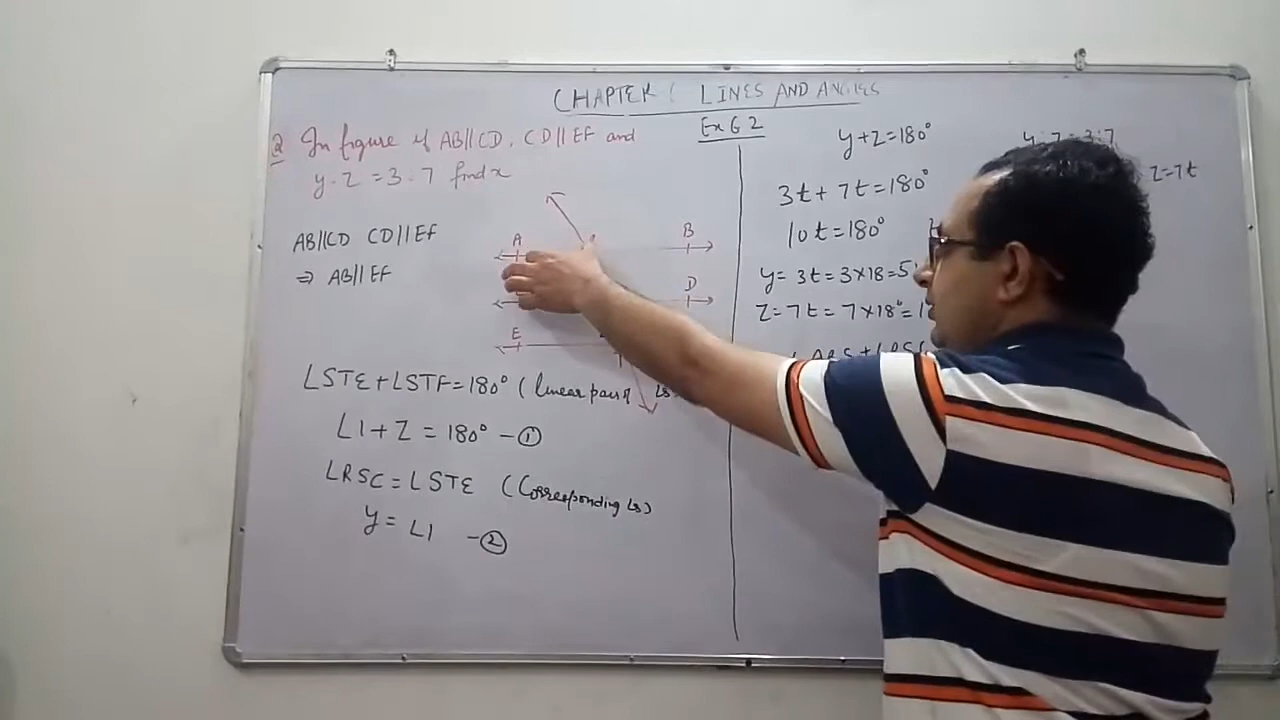 CHAPTER : LINES AND ANGLES
Ex 6 2
Q In figure if AB||CD, CD||EF and
y . z = 3 . 7 find x
AB||CD CD||EF
⇒ AB||EF
A B
D
E
∠STE + ∠STF = 180° (linear pair of ∠s
∠1 + Z = 180° - ①
∠RSC = ∠STE (Corresponding ∠s)
y = ∠1 - ②
y + z = 180°
3t + 7t = 180°
10t = 180°
y = 3t = 3 × 18 = 5
z = 7t = 7 × 18° = 1
y : z = 3 : 7
z = 7t